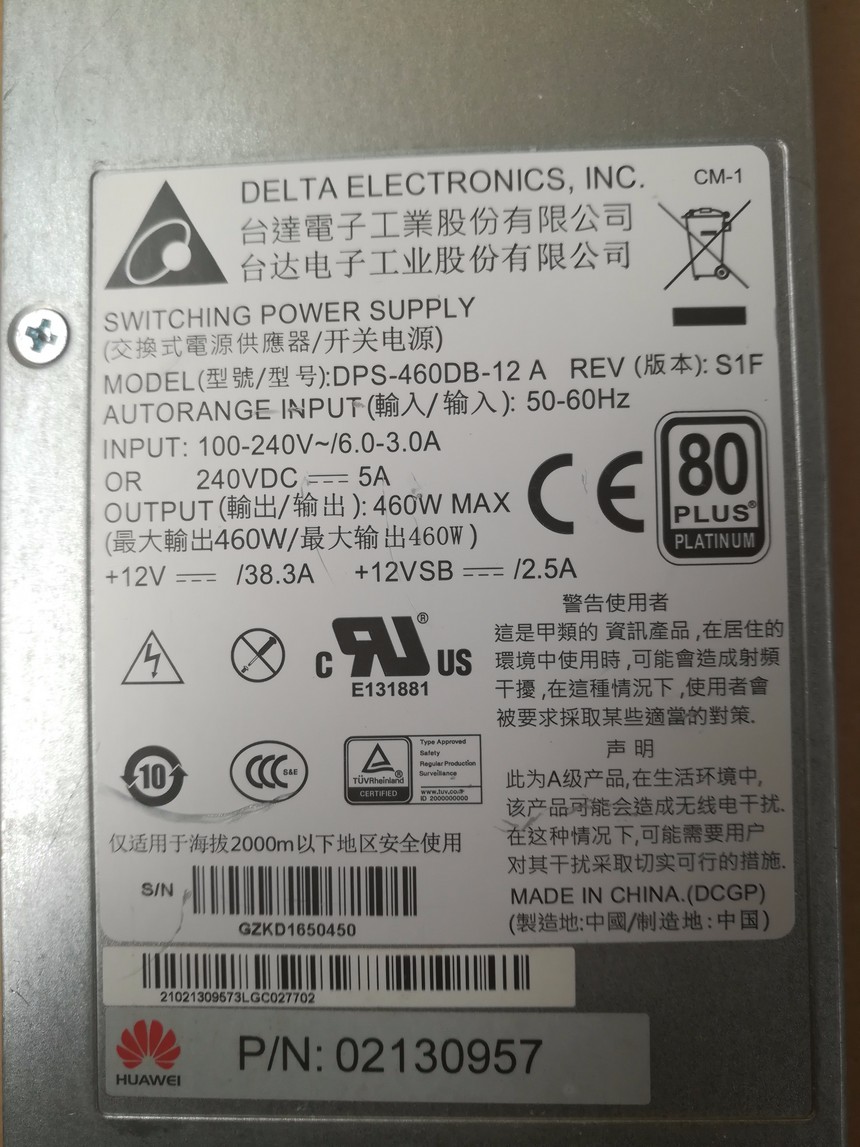 DELTA ELECTRONICS, INC.
CM-1
台達電子工業股份有限公司
台达电子工业股份有限公司
SWITCHING POWER SUPPLY
(交換式電源供應器/开关电源)
MODEL(型號/型号):DPS-460DB-12 A REV (版本): S1F
AUTORANGE INPUT(輸入/输入): 50-60Hz
INPUT: 100-240V~/6.0-3.0A
OR 240VDC ⎓ 5A
OUTPUT(輸出/输出): 460W MAX
(最大輸出460W/最大输出460W)
+12V ⎓ /38.3A +12VSB ⎓ /2.5A
CE
80
PLUS®
PLATINUM
c RU ® US
E131881
10
CCC S&E
TÜVRheinland ®
CERTIFIED
Type Approved
Safety
Regular Production
Surveillance
www.tuv.com
ID 2000000000
警告使用者
這是甲類的 資訊產品,在居住的
環境中使用時,可能會造成射頻
干擾,在這種情況下,使用者會
被要求採取某些適當的對策.
声 明
此为A级产品,在生活环境中,
该产品可能会造成无线电干扰.
在这种情况下,可能需要用户
对其干扰采取切实可行的措施.
仅适用于海拔2000m以下地区安全使用
S/N
GZKD1650450
MADE IN CHINA.(DCGP)
(製造地:中國/制造地:中国)
21021309573LGC027702
HUAWEI
P/N: 02130957